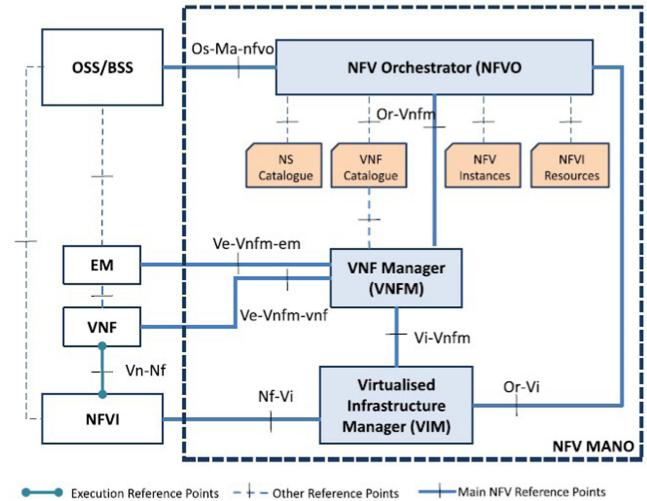 Os-Ma-nfvo
OSS/BSS
NFV Orchestrator (NFVO
Or-Vnfm
NS
Catalogue
VNF
Catalogue
NFV
Instances
NFVI
Resources
Ve-Vnfm-em
EM
VNF Manager
(VNFM)
Ve-Vnfm-vnf
VNF
Vi-Vnfm
Vn-Nf
Virtualised
Infrastructure
Manager (VIM)
Or-Vi
Nf-Vi
NFVI
NFV MANO
Execution Reference Points
Other Reference Points
Main NFV Reference Points